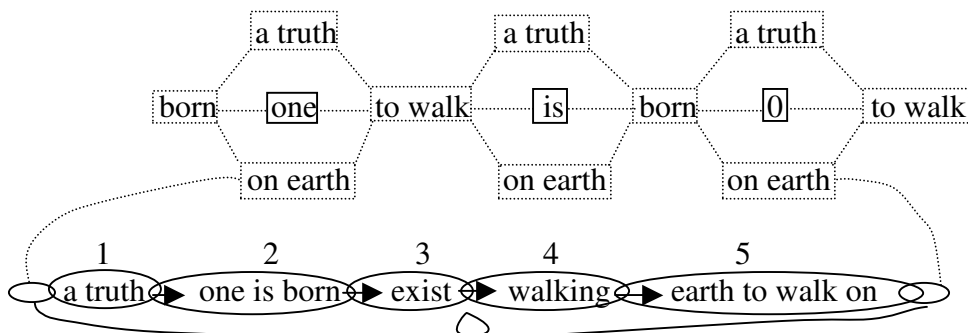 a truth a truth a truth
born one to walk is born 0 to walk
on earth on earth on earth
1 2 3 4 5
a truth one is born exist walking earth to walk on